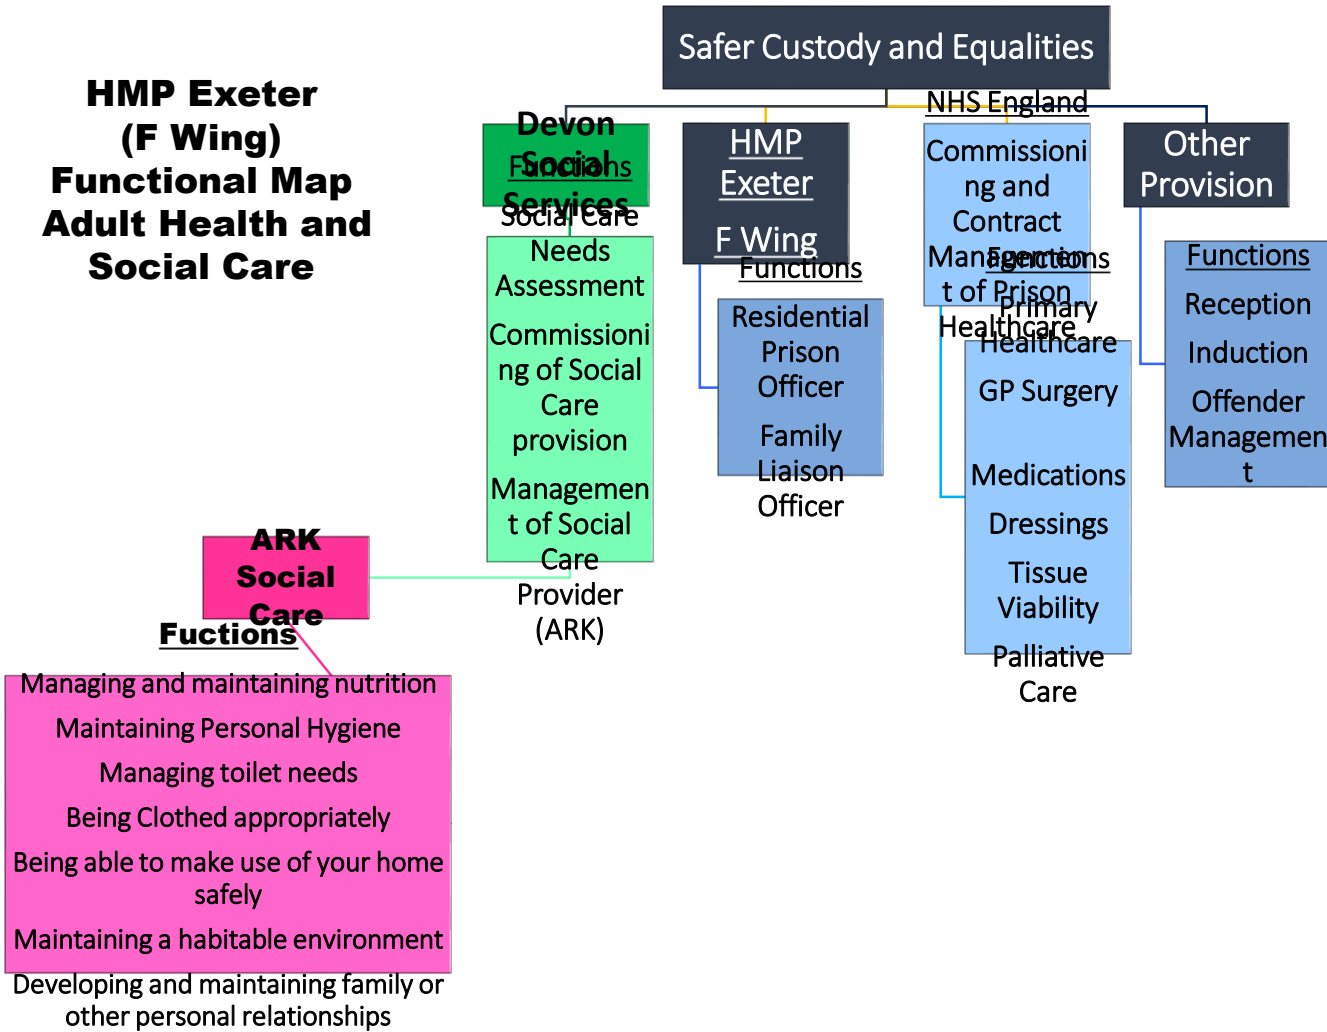 Safer Custody and Equalities
HMP Exeter
(F Wing)
Functional Map
Adult Health and
Social Care
Devon
Social
Services
Functions
Social Care
Needs
Assessment
Commissioni
ng of Social
Care
provision
Managemen
t of Social
Care
Provider
(ARK)
HMP
Exeter
F Wing
Functions
Residential
Prison
Officer
Family
Liaison
Officer
NHS England
Commissioni
ng and
Contract
Managemen
t of Prison
Healthcare
Functions
Primary
Healthcare
GP Surgery
Medications
Dressings
Tissue
Viability
Palliative
Care
Other
Provision
Functions
Reception
Induction
Offender
Managemen
t
ARK
Social
Care
Fuctions
Managing and maintaining nutrition
Maintaining Personal Hygiene
Managing toilet needs
Being Clothed appropriately
Being able to make use of your home
safely
Maintaining a habitable environment
Developing and maintaining family or
other personal relationships